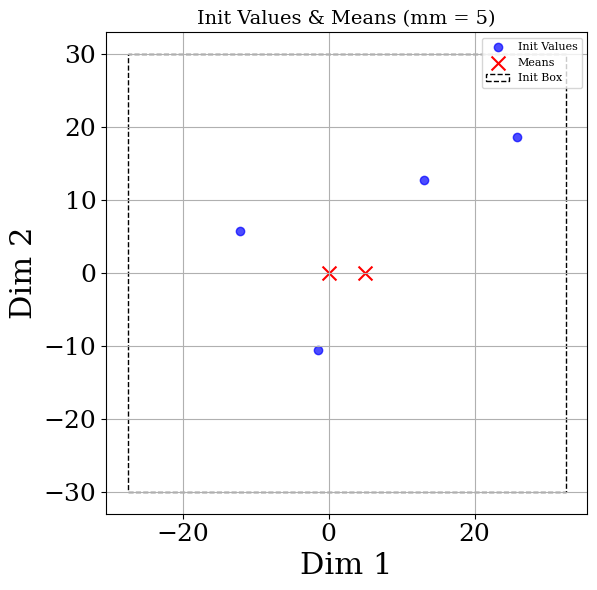 Init Values & Means (mm = 5)
Init Values
Means
Init Box
30
20
10
0
−10
−20
−30
Dim 2
−20
0
20
Dim 1